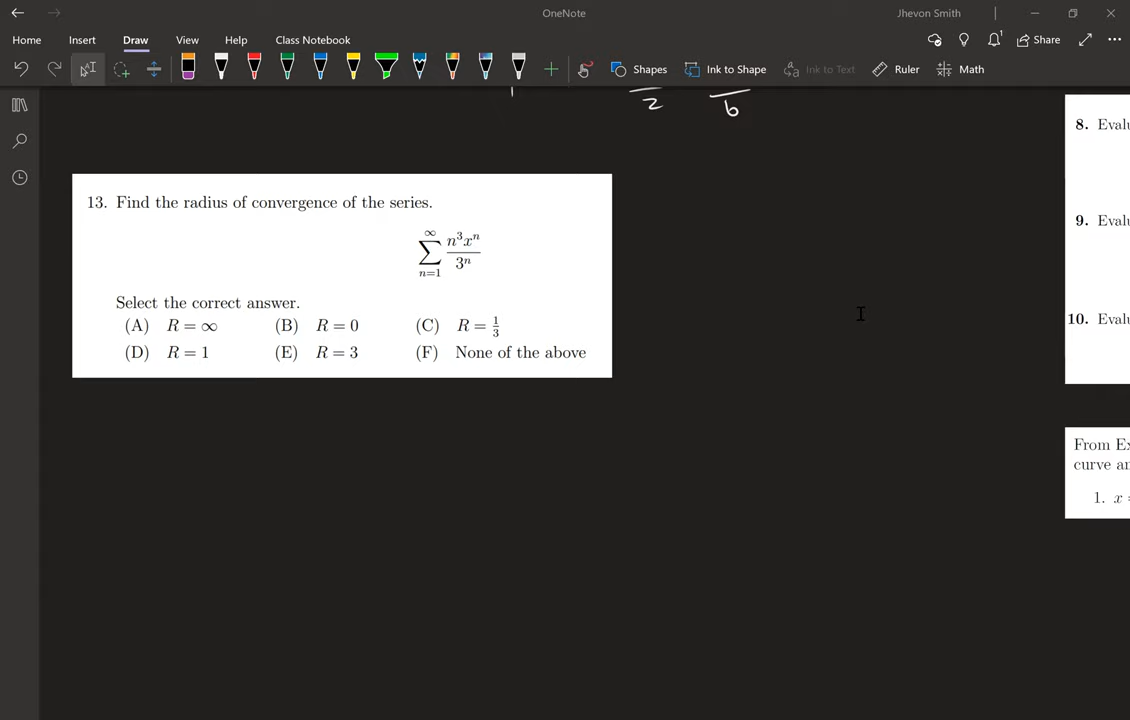 OneNote
Jhevon Smith
Home Insert Draw View Help Class Notebook
Share
Shapes Ink to Shape Ink to Text Ruler Math
2 6
13. Find the radius of convergence of the series.
∑_{n=1}^{∞} n³xⁿ/3ⁿ
Select the correct answer.
(A) R = ∞ (B) R = 0 (C) R = 1/3
(D) R = 1 (E) R = 3 (F) None of the above
8. Evalu
9. Evalu
10. Evalu
From Ex
curve an
1. x =